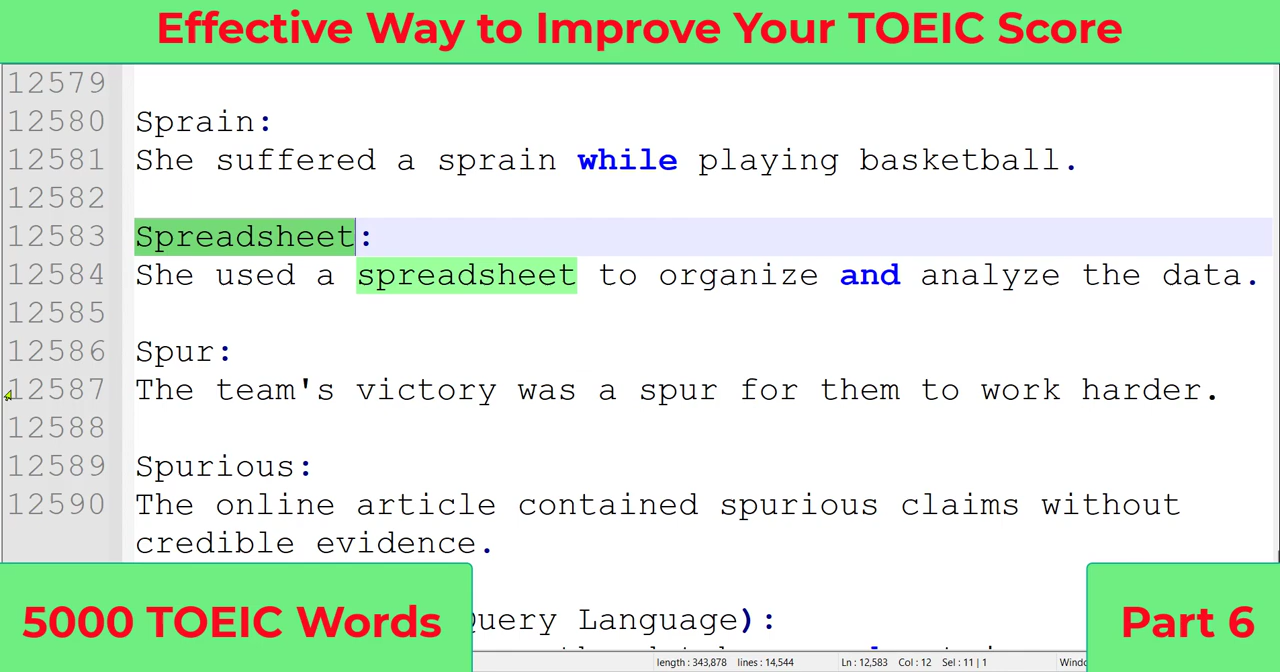 Effective Way to Improve Your TOEIC Score
12579
12580 Sprain:
12581 She suffered a sprain while playing basketball.
12582
12583 Spreadsheet:
12584 She used a spreadsheet to organize and analyze the data.
12585
12586 Spur:
12587 The team's victory was a spur for them to work harder.
12588
12589 Spurious:
12590 The online article contained spurious claims without
credible evidence.
Query Language):
5000 TOEIC Words
Part 6
length : 343,878 lines : 14,544 Ln : 12,583 Col : 12 Sel : 11 | 1